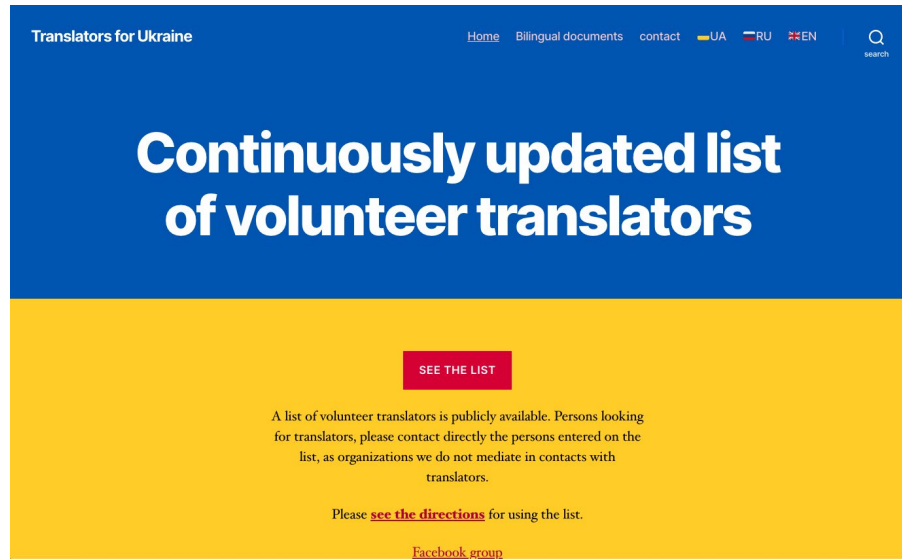 Translators for Ukraine
Home Bilingual documents contact UA RU EN
search
Continuously updated list
of volunteer translators
SEE THE LIST
A list of volunteer translators is publicly available. Persons looking
for translators, please contact directly the persons entered on the
list, as organizations we do not mediate in contacts with
translators.
Please see the directions for using the list.
Facebook group